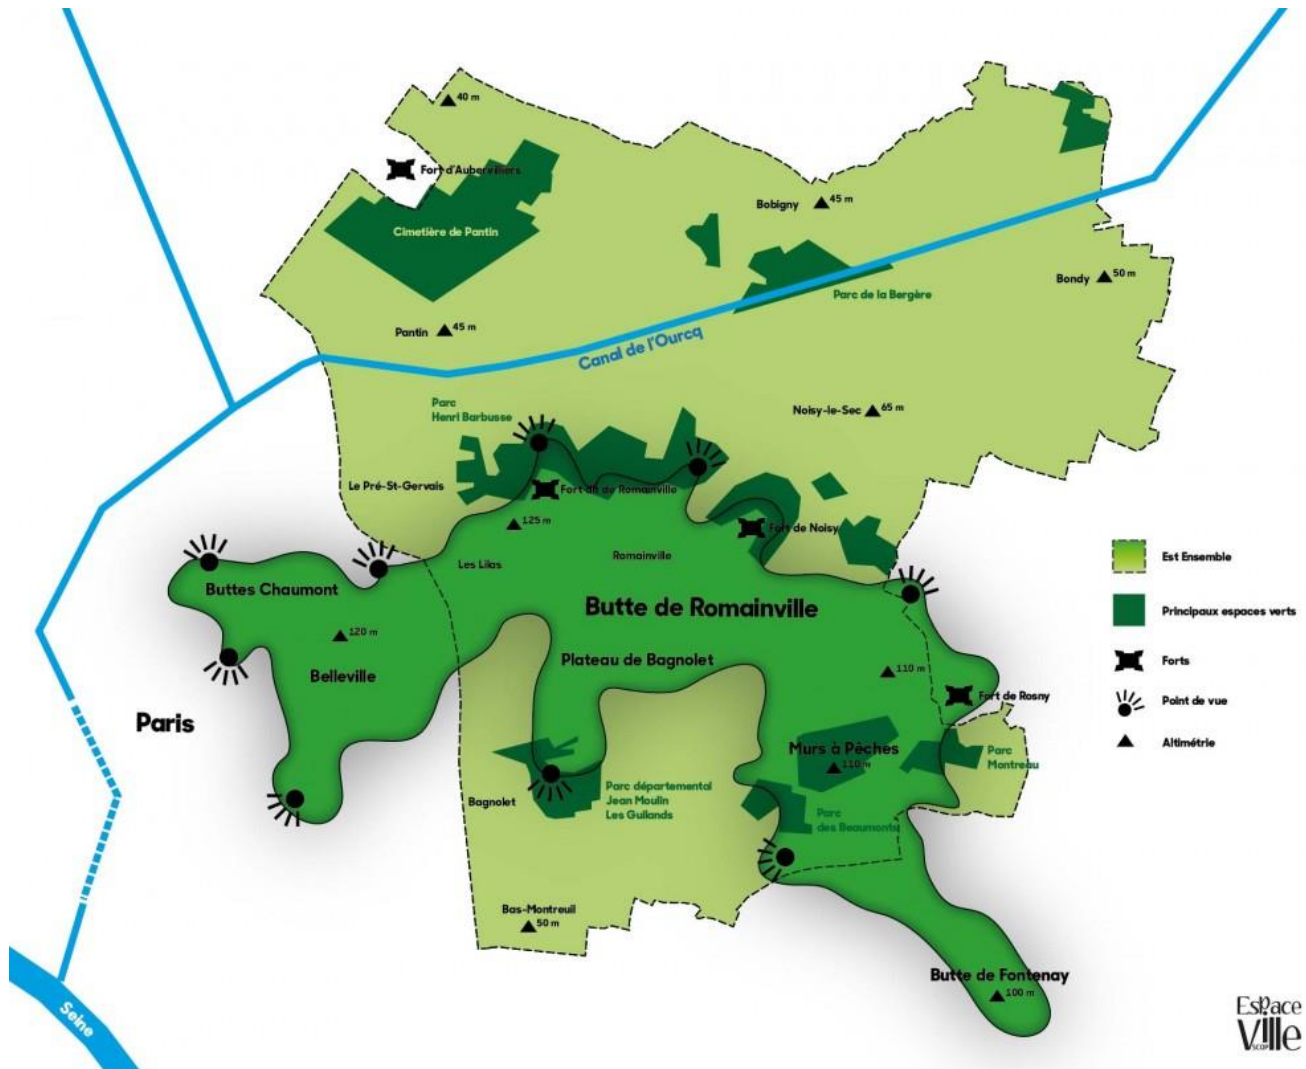 40 m
Fort d'Aubervilliers
Cimetière de Pantin
Bobigny
45 m
Bondy
50 m
Parc de la Bergère
Pantin
45 m
Canal de l'Ourcq
Parc
Henri Barbusse
Noisy-le-Sec
65 m
Le Pré-St-Gervais
Fort dit de Romainville
125 m
Fort de Noisy
Les Lilas
Romainville
Buttes Chaumont
Butte de Romainville
120 m
Belleville
Plateau de Bagnolet
110 m
Fort de Rosny
Paris
Murs à Pêches
110 m
Parc
Montreau
Bagnolet
Parc départemental
Jean Moulin
Les Guilands
Parc
des Beaumonts
Bas-Montreuil
50 m
Butte de Fontenay
100 m
Seine
Est Ensemble
Principaux espaces verts
Forts
Point de vue
Altimétrie
Espace
Ville
SCOP